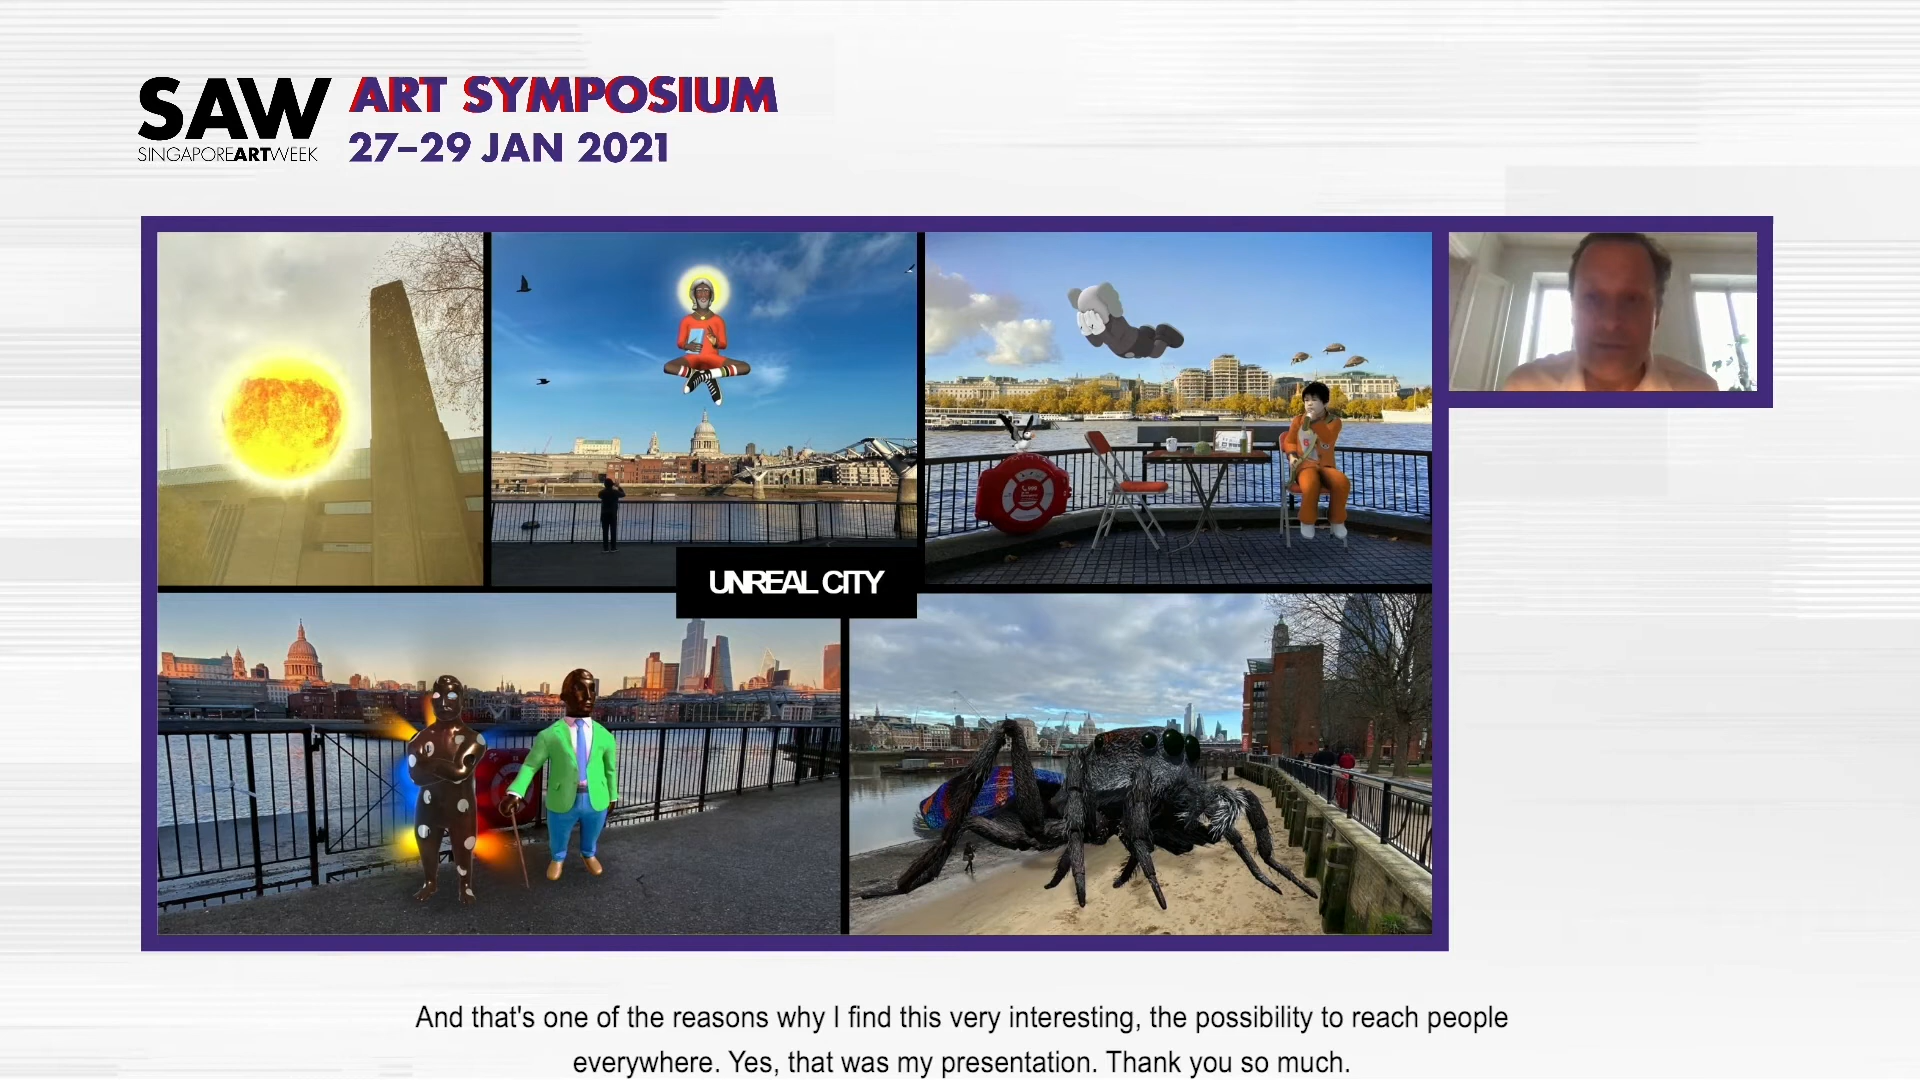 SAW
SINGAPOREARTWEEK
ART SYMPOSIUM
27–29 JAN 2021
UNREAL CITY
And that's one of the reasons why I find this very interesting, the possibility to reach people
everywhere. Yes, that was my presentation. Thank you so much.